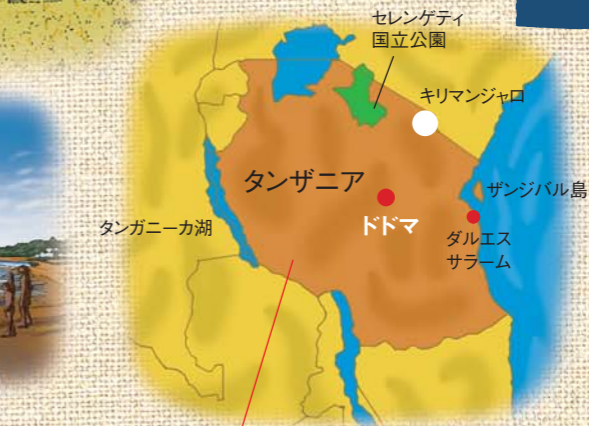 セレンゲティ
国立公園
キリマンジャロ
タンザニア
ザンジバル島
ドドマ
タンガニーカ湖
ダルエス
サラーム